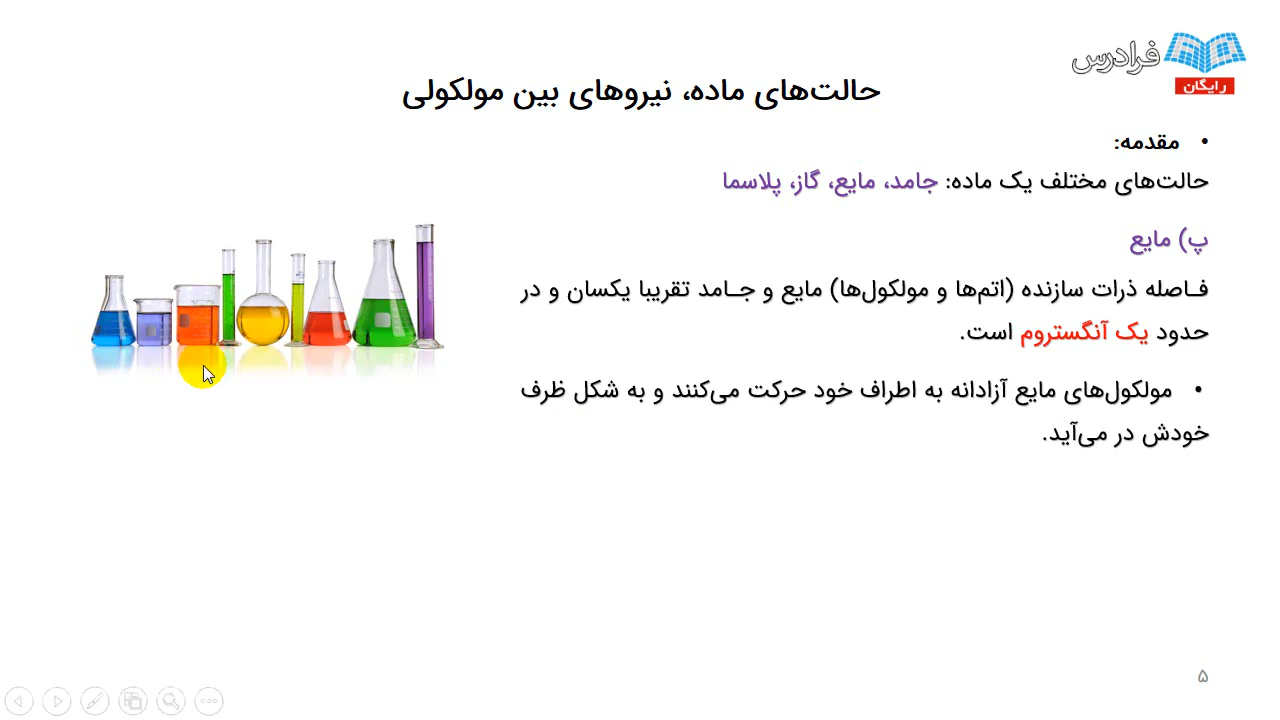 فرادرس
رایگان
حالت‌های ماده، نیروهای بین مولکولی
• مقدمه:
حالت‌های مختلف یک ماده: جامد، مایع، گاز، پلاسما
پ) مایع
فـاصله ذرات سازنده (اتم‌ها و مولکول‌ها) مایع و جـامد تقریبا یکسان و در
حدود یک آنگستروم است.
• مولکول‌های مایع آزادانه به اطراف خود حرکت می‌کنند و به شکل ظرف
خودش در می‌آید.
۵